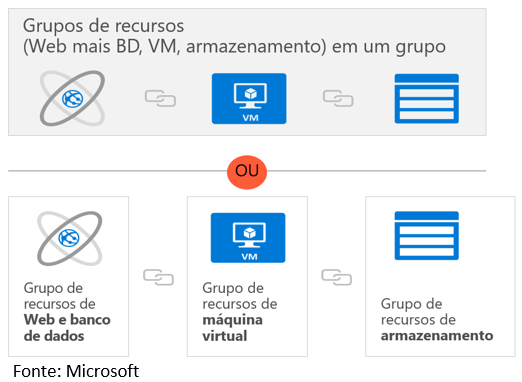 Grupos de recursos
(Web mais BD, VM, armazenamento) em um grupo
VM
OU
VM
Grupo de
recursos de
Web e banco
de dados
Grupo de
recursos de
máquina
virtual
Grupo de
recursos de
armazenamento
Fonte: Microsoft